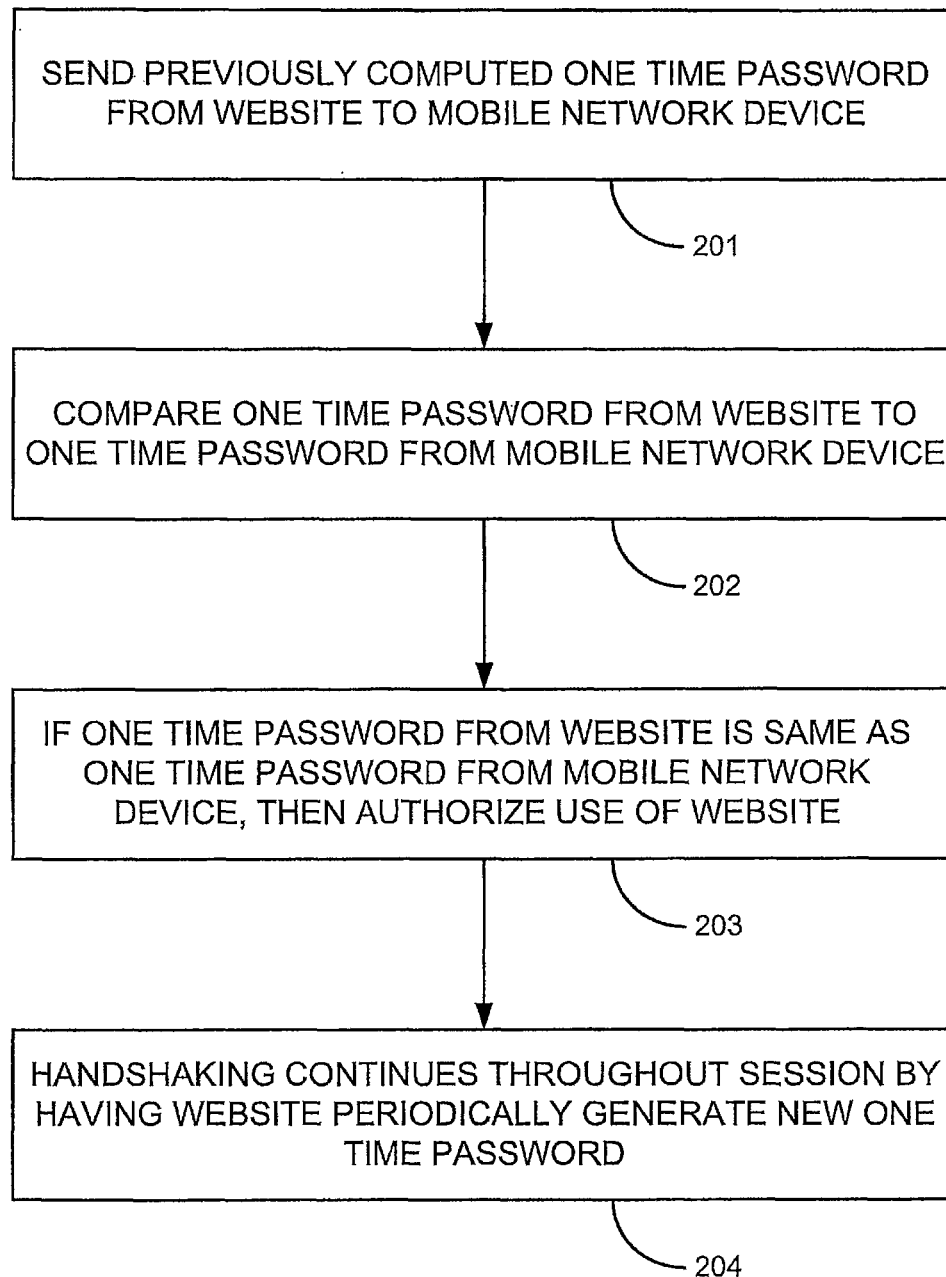 SEND PREVIOUSLY COMPUTED ONE TIME PASSWORD
FROM WEBSITE TO MOBILE NETWORK DEVICE
201
COMPARE ONE TIME PASSWORD FROM WEBSITE TO
ONE TIME PASSWORD FROM MOBILE NETWORK DEVICE
202
IF ONE TIME PASSWORD FROM WEBSITE IS SAME AS
ONE TIME PASSWORD FROM MOBILE NETWORK
DEVICE, THEN AUTHORIZE USE OF WEBSITE
203
HANDSHAKING CONTINUES THROUGHOUT SESSION BY
HAVING WEBSITE PERIODICALLY GENERATE NEW ONE
TIME PASSWORD
204